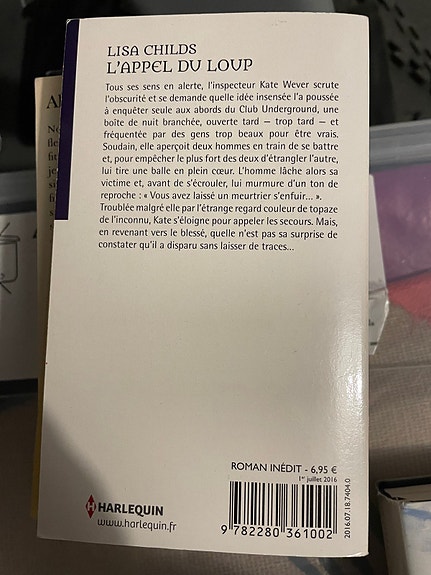 LISA CHILDS
L'APPEL DU LOUP
Tous ses sens en alerte, l'inspecteur Kate Wever scrute
l'obscurité et se demande quelle idée insensée l'a poussée
à enquêter seule aux abords du Club Underground, une
boîte de nuit branchée, ouverte tard — trop tard — et
fréquentée par des gens trop beaux pour être vrais.
Soudain, elle aperçoit deux hommes en train de se battre
et, pour empêcher le plus fort des deux d'étrangler l'autre,
lui tire une balle en plein cœur. L'homme lâche alors sa
victime et, avant de s'écrouler, lui murmure d'un ton de
reproche : « Vous avez laissé un meurtrier s'enfuir... ».
Troublée malgré elle par l'étrange regard couleur de topaze
de l'inconnu, Kate s'éloigne pour appeler les secours. Mais,
en revenant vers le blessé, quelle n'est pas sa surprise de
constater qu'il a disparu sans laisser de traces...
ROMAN INÉDIT - 6,95 €
1er juillet 2016
2016.07.18.7404.0
HARLEQUIN
www.harlequin.fr
9 782280 361002